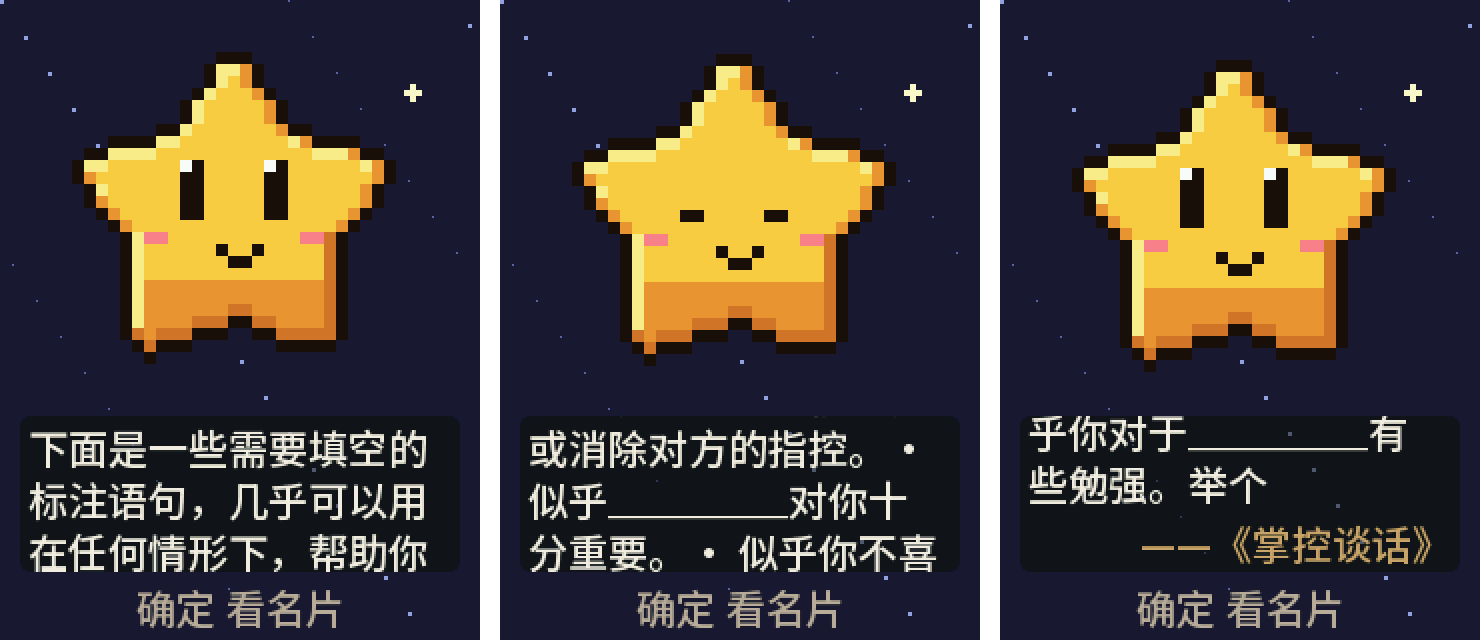 下面是一些需要填空的
标注语句，几乎可以用
在任何情形下，帮助你
确定 看名片
或消除对方的指控。 •
似乎_________对你十
分重要。 • 似乎你不喜
确定 看名片
乎你对于_________有
些勉强。举个
——《掌控谈话》
确定 看名片